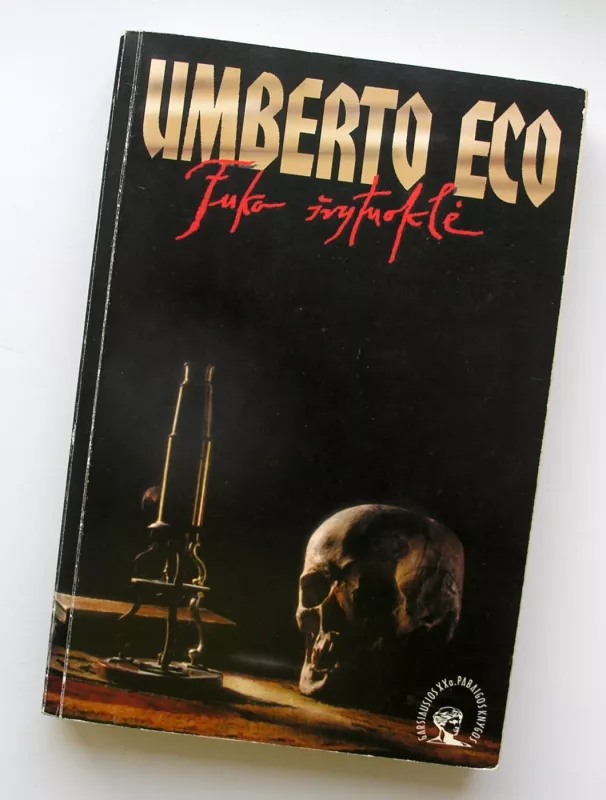 UMBERTO ECO
Fuko švytuoklė
GARSIAUSIOS XXa. PABAIGOS KNYGOS